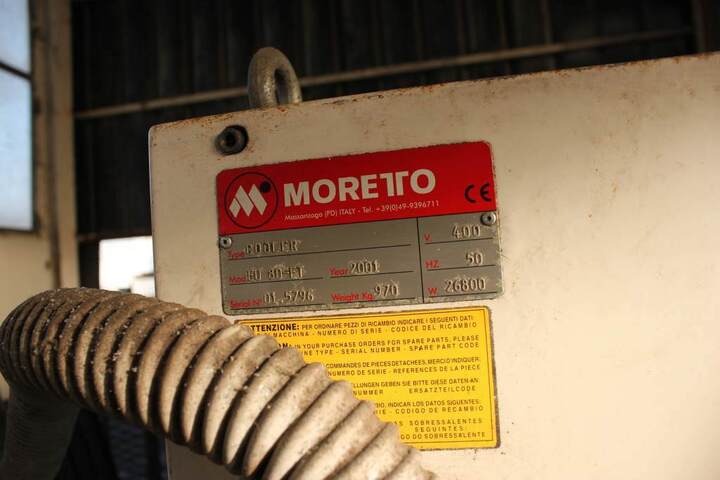 MORETTO
CE
Massanzago (PD) ITALY - Tel. +39(0)49-9396711
Type COOLER
V 400
Year 2001
HZ 50
Serial N° 01.5796 Weight Kg. 970
W 26800
ATTENZIONE: PER ORDINARE PEZZI DI RICAMBIO INDICARE I SEGUENTI DATI:
MACCHINA - NUMERO DI SERIE - CODICE DEL RICAMBIO
IN YOUR PURCHASE ORDERS FOR SPARE PARTS, PLEASE
TYPE - SERIAL NUMBER - SPARE PART CODE
COMMANDES DE PIECES DETACHEES, MERCI D'INDIQUER:
NUMERO DE SERIE - REFERENCES DE LA PIECE
GEBEN SIE BITTE DIESE DATEN AN
ERSATZTEILCODE
INDICAR LOS DATOS SIGUIENTES:
SERIE - CODIGO DE RECAMBIO
SOBRESSALENTES
SEGUINTES:
DO SOBRESSALENTE